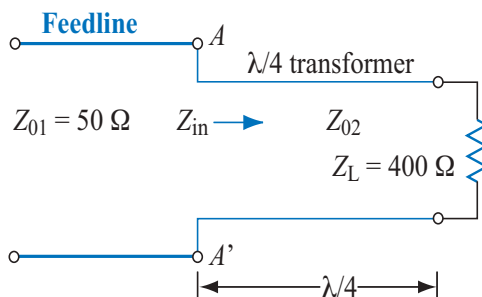 Feedline
A
λ/4 transformer
Z01 = 50 Ω
Zin
Z02
ZL = 400 Ω
A'
λ/4